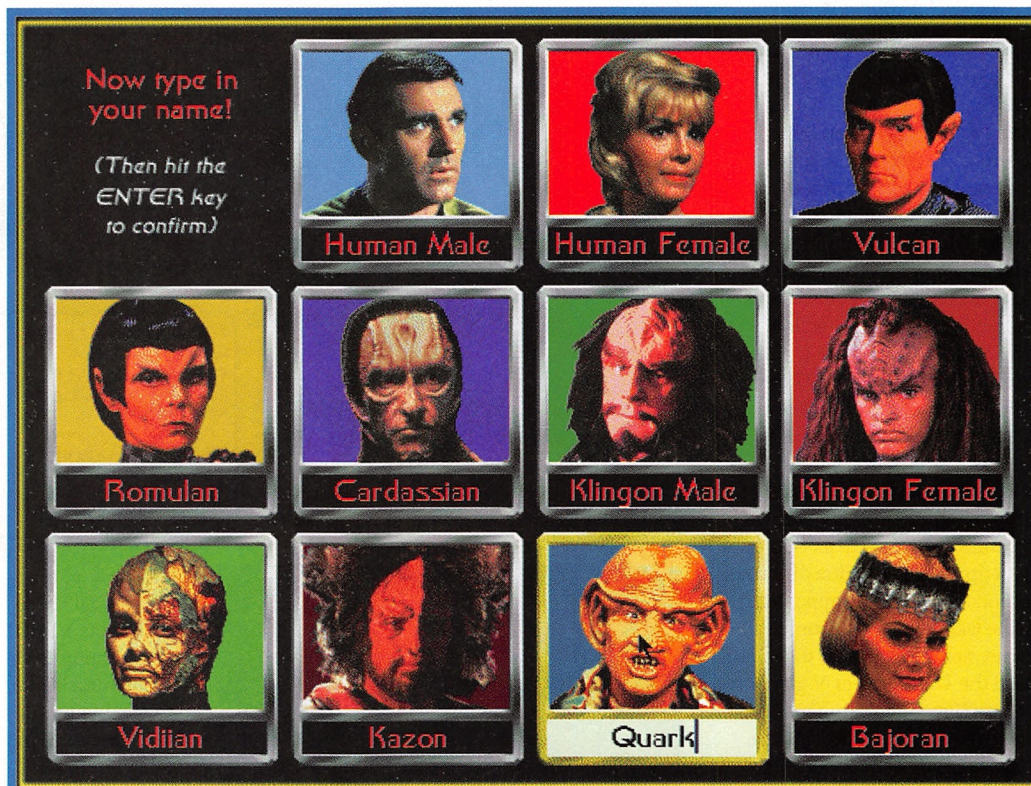 Now type in
your name!
(Then hit the
ENTER key
to confirm)
Human Male
Human Female
Vulcan
Romulan
Cardassian
Klingon Male
Klingon Female
Vidiian
Kazon
Quark
Bajoran